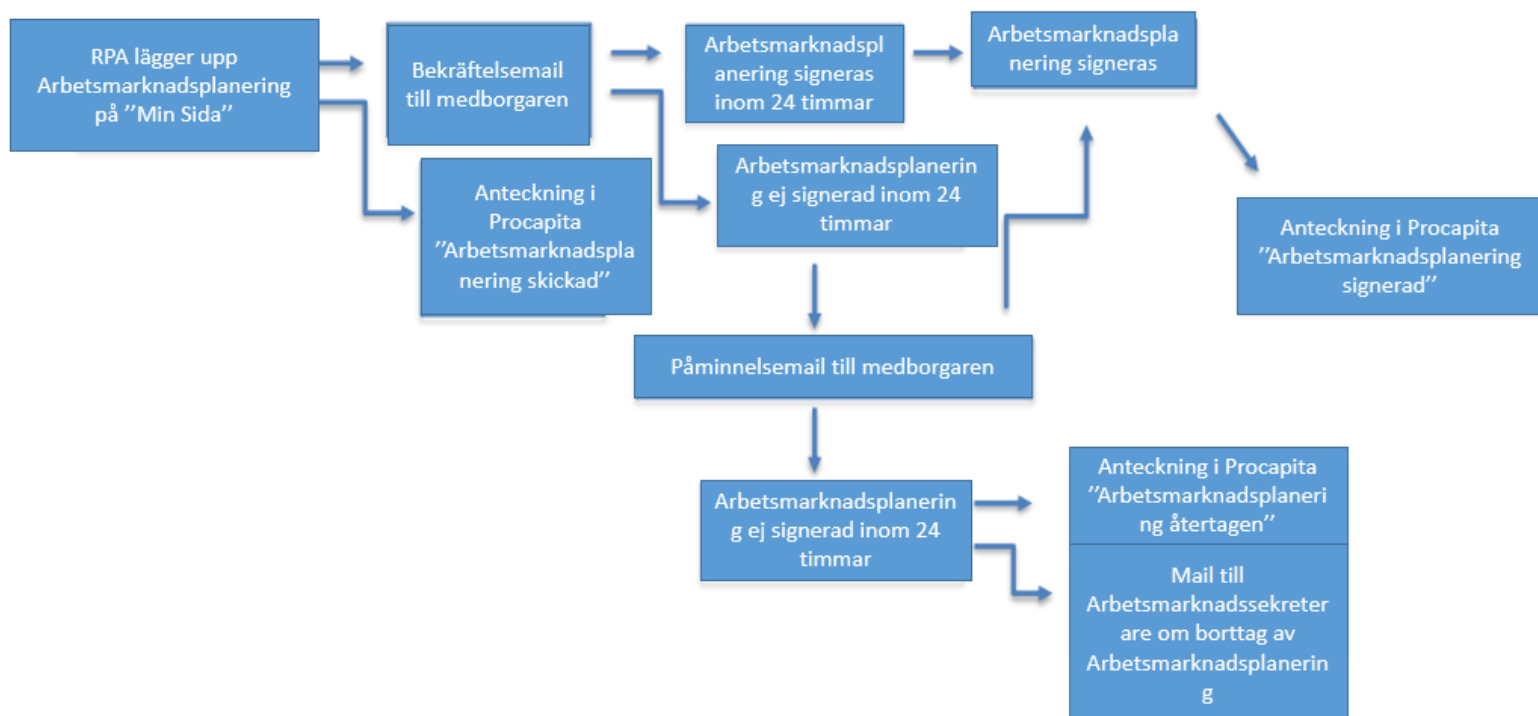 RPA lägger upp
Arbetsmarknadsplanering
på ”Min Sida”
Bekräftelsemail
till medborgaren
Arbetsmarknadspl
anering signeras
inom 24 timmar
Arbetsmarknadspla
nering signeras
Anteckning i
Procapita
”Arbetsmarknadspla
nering skickad”
Arbetsmarknadsplanerin
g ej signerad inom 24
timmar
Anteckning i Procapita
”Arbetsmarknadsplanering
signerad”
Påminnelsemail till medborgaren
Arbetsmarknadsplanerin
g ej signerad inom 24
timmar
Anteckning i Procapita
”Arbetsmarknadsplaneri
ng återtagen”
Mail till
Arbetsmarknadssekreter
are om borttag av
Arbetsmarknadsplanerin
g